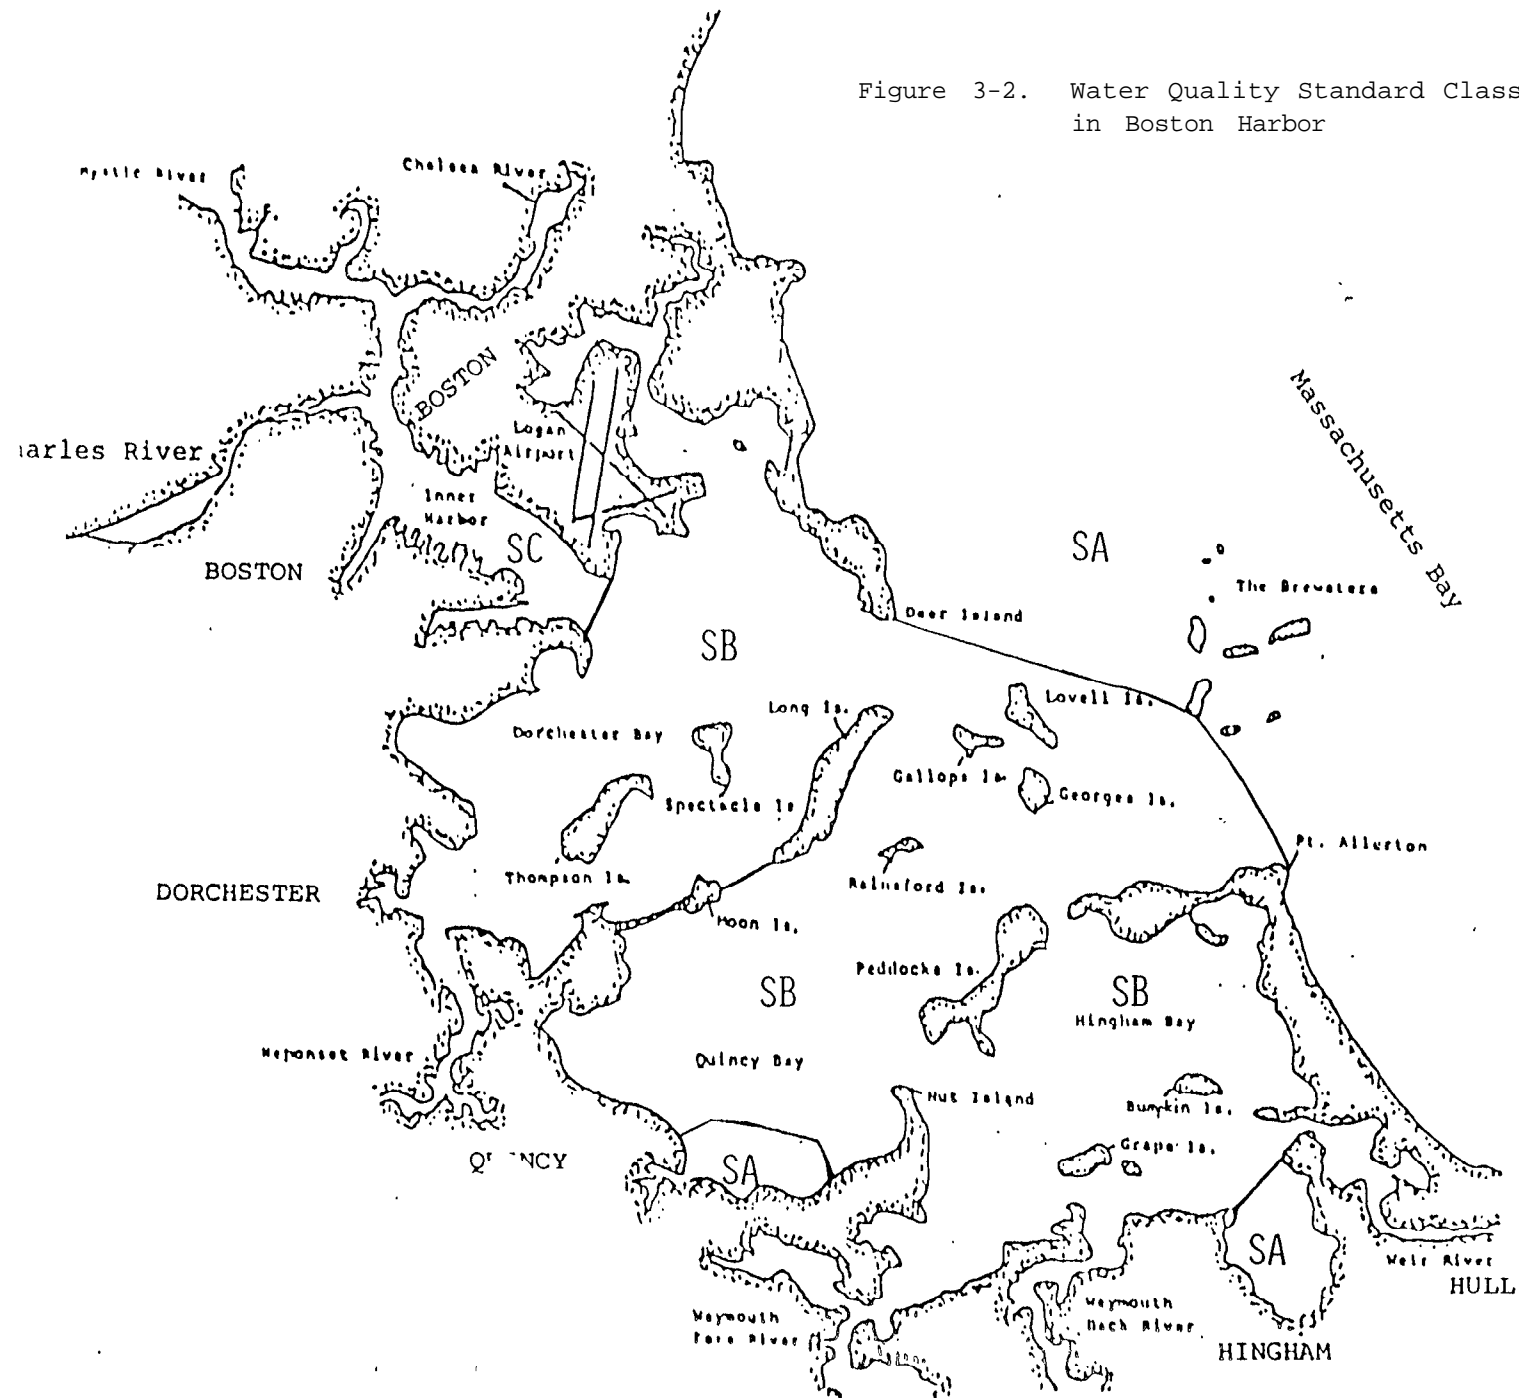 Figure 3-2. Water Quality Standard Class
in Boston Harbor
Mystic River
Chelsea River
BOSTON
Logan
Airport
Massachusetts Bay
arles River
Inner
Harbor
SC
SA
BOSTON
The Brewsters
Deer Island
SB
Lovell Is.
Long Is.
Dorchester Bay
Gallops Is
Georges Is.
Spectacle Is
Pt. Allerton
Thompson Is.
Rainsford Is.
DORCHESTER
Moon Is.
Peddocks Is.
SB
SB
Hingham Bay
Neponset River
Quincy Bay
Nut Island
Bumpkin Is.
Grape Is.
SA
SA
Weir River
HULL
Weymouth
Fore River
Weymouth
Back River
HINGHAM